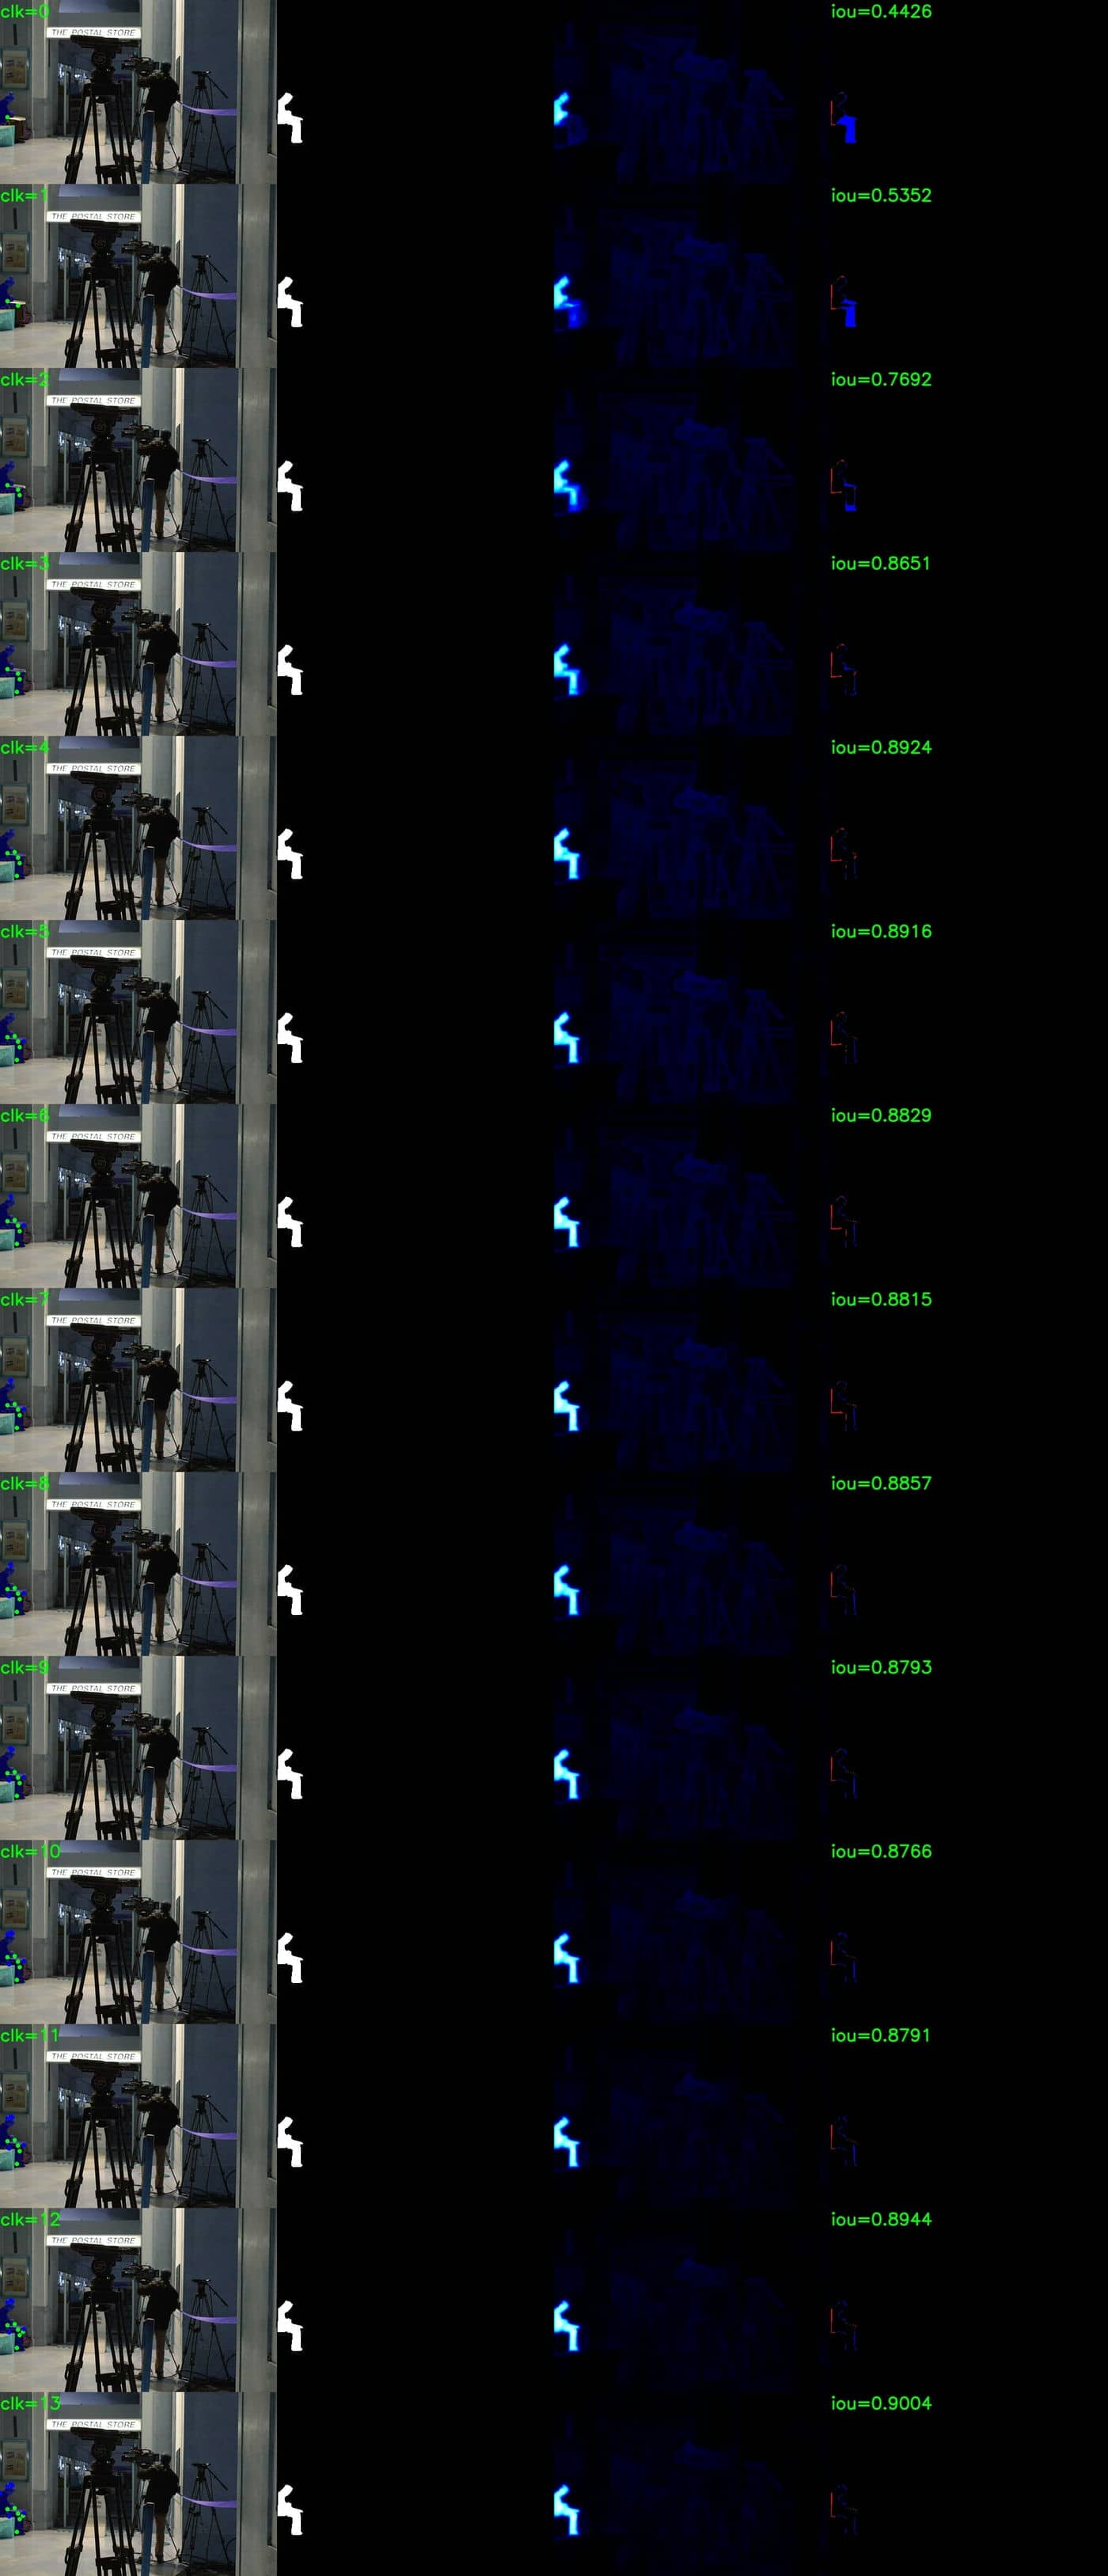 clk=0 iou=0.4426
THE POSTAL STORE
clk=1 iou=0.5352
THE POSTAL STORE
clk=2 iou=0.7692
THE POSTAL STORE
clk=3 iou=0.8651
THE POSTAL STORE
clk=4 iou=0.8924
THE POSTAL STORE
clk=5 iou=0.8916
THE POSTAL STORE
clk=6 iou=0.8829
THE POSTAL STORE
clk=7 iou=0.8815
THE POSTAL STORE
clk=8 iou=0.8857
THE POSTAL STORE
clk=9 iou=0.8793
THE POSTAL STORE
clk=10 iou=0.8766
THE POSTAL STORE
clk=11 iou=0.8791
THE POSTAL STORE
clk=12 iou=0.8944
THE POSTAL STORE
clk=13 iou=0.9004
THE POSTAL STORE